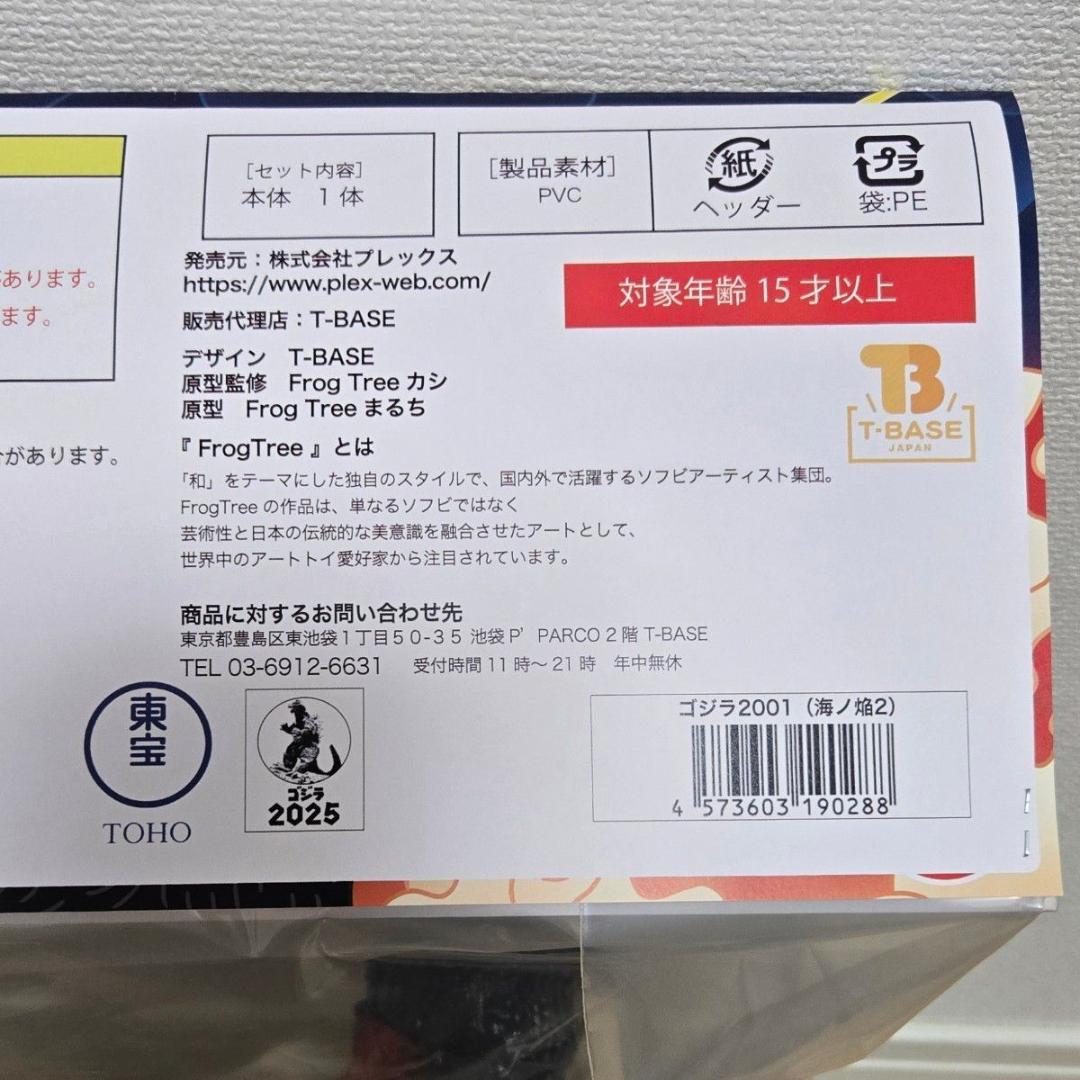 ［セット内容］
本体　1体
［製品素材］
PVC
紙
ヘッダー
プラ
袋:PE
があります。
ます。
合があります。
発売元：株式会社プレックス
https://www.plex-web.com/
販売代理店：T-BASE
対象年齢 15 才以上
デザイン　T-BASE
原型監修　Frog Tree カシ
原型　Frog Tree まるち
TB
T-BASE
JAPAN
『 FrogTree 』とは
「和」をテーマにした独自のスタイルで、国内外で活躍するソフビアーティスト集団。
FrogTree の作品は、単なるソフビではなく
芸術性と日本の伝統的な美意識を融合させたアートとして、
世界中のアートトイ愛好家から注目されています。
商品に対するお問い合わせ先
東京都豊島区東池袋１丁目５０-３５ 池袋 P’ PARCO ２階 T-BASE
TEL 03-6912-6631　受付時間 11 時〜 21 時　年中無休
東宝
TOHO
ゴジラ
2025
ゴジラ2001（海ノ焔2）
4 573603 190288